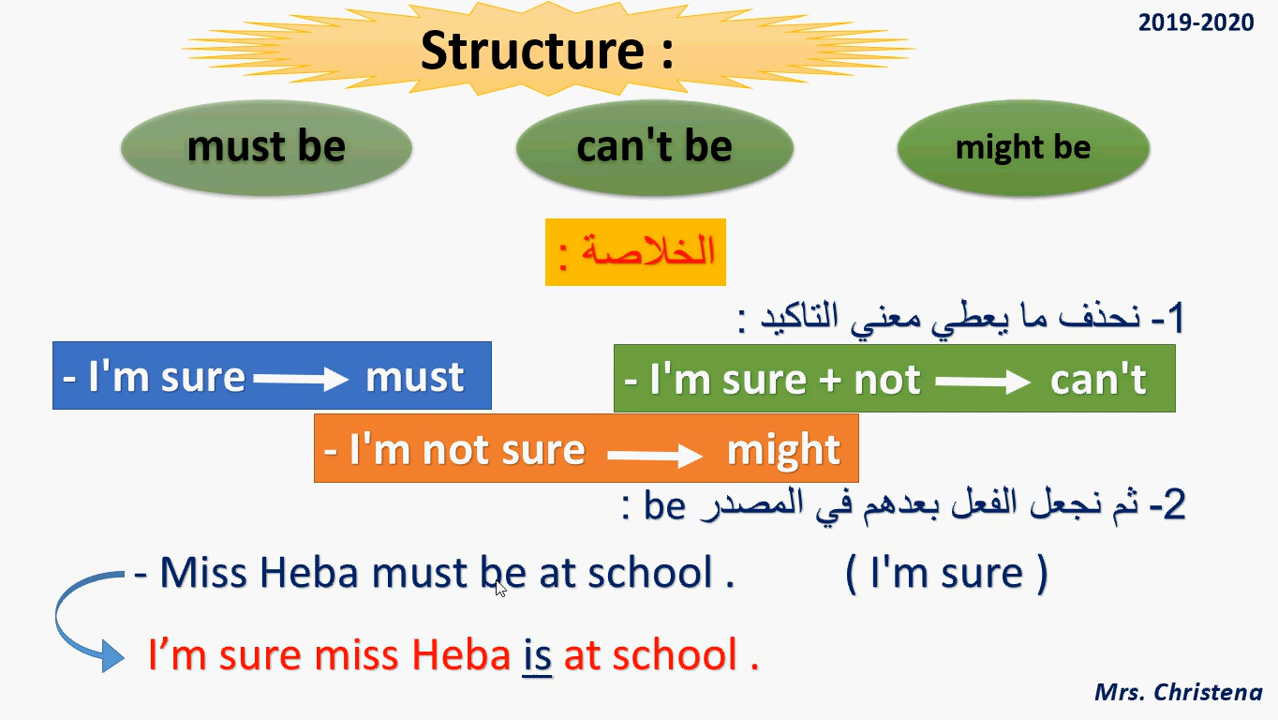 2019-2020
Structure :
must be
can't be
might be
الخلاصة :
1- نحذف ما يعطي معني التاكيد :
- I'm sure → must
- I'm sure + not → can't
- I'm not sure → might
2- ثم نجعل الفعل بعدهم في المصدر be :
- Miss Heba must be at school . ( I'm sure )
I’m sure miss Heba is at school .
Mrs. Christena